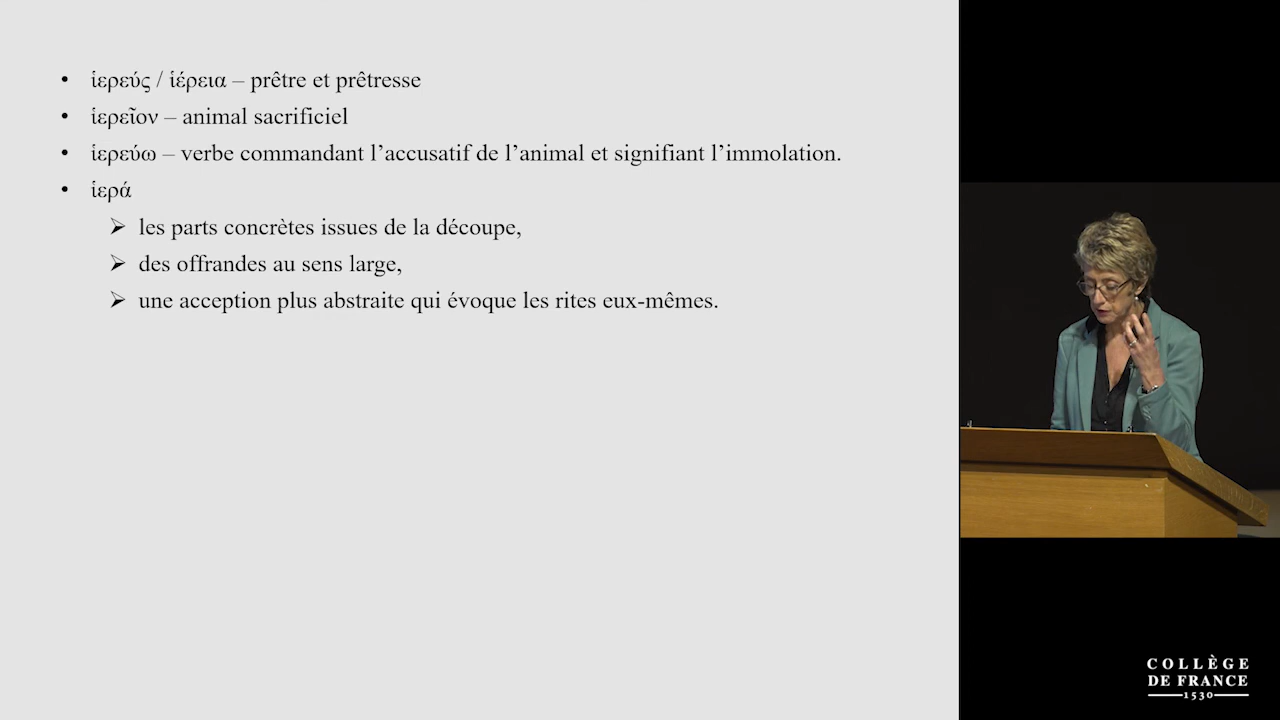 • ἱερεύς / ἱέρεια – prêtre et prêtresse
• ἱερεῖον – animal sacrificiel
• ἱερεύω – verbe commandant l’accusatif de l’animal et signifiant l’immolation.
• ἱερά
➢ les parts concrètes issues de la découpe,
➢ des offrandes au sens large,
➢ une acception plus abstraite qui évoque les rites eux-mêmes.
COLLÈGE
DE FRANCE
1530